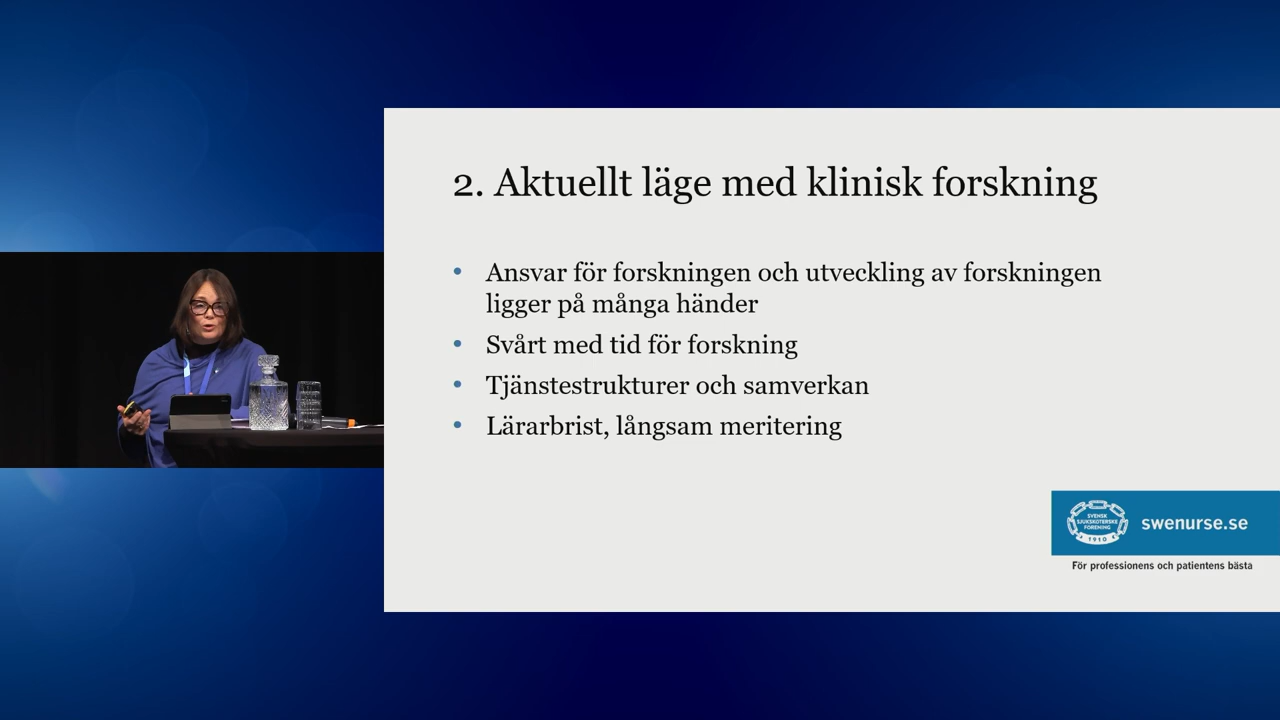 2. Aktuellt läge med klinisk forskning
• Ansvar för forskningen och utveckling av forskningen
ligger på många händer
• Svårt med tid för forskning
• Tjänstestrukturer och samverkan
• Lärarbrist, långsam meritering
SVENSK
SJUKSKÖTERSKE
FÖRENING
1910
swenurse.se
För professionens och patientens bästa